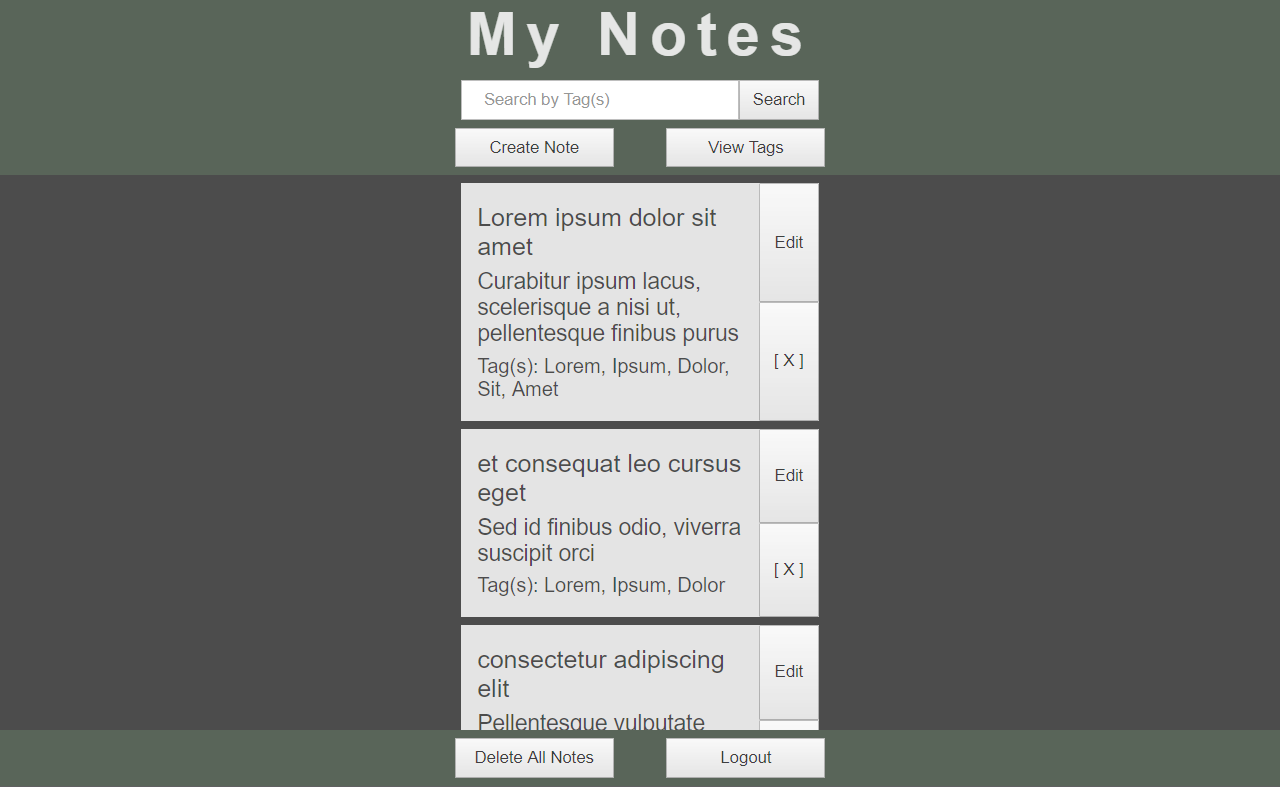 My Notes
Search by Tag(s)
Search
Create Note
View Tags
Lorem ipsum dolor sit
amet
Curabitur ipsum lacus,
scelerisque a nisi ut,
pellentesque finibus purus
Tag(s): Lorem, Ipsum, Dolor,
Sit, Amet
Edit
[ X ]
et consequat leo cursus
eget
Sed id finibus odio, viverra
suscipit orci
Tag(s): Lorem, Ipsum, Dolor
Edit
[ X ]
consectetur adipiscing
elit
Pellentesque vulputate
Edit
Delete All Notes
Logout